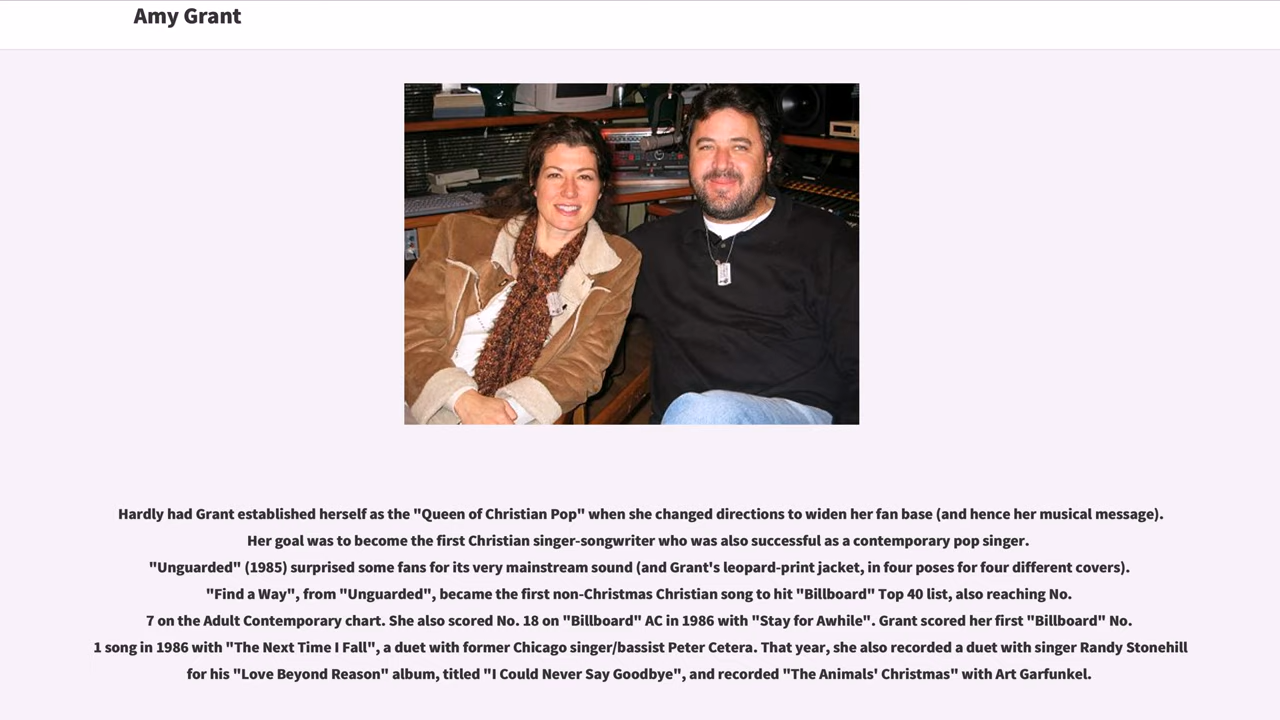 Amy Grant
Hardly had Grant established herself as the "Queen of Christian Pop" when she changed directions to widen her fan base (and hence her musical message).
Her goal was to become the first Christian singer-songwriter who was also successful as a contemporary pop singer.
"Unguarded" (1985) surprised some fans for its very mainstream sound (and Grant's leopard-print jacket, in four poses for four different covers).
"Find a Way", from "Unguarded", became the first non-Christmas Christian song to hit "Billboard" Top 40 list, also reaching No.
7 on the Adult Contemporary chart. She also scored No. 18 on "Billboard" AC in 1986 with "Stay for Awhile". Grant scored her first "Billboard" No.
1 song in 1986 with "The Next Time I Fall", a duet with former Chicago singer/bassist Peter Cetera. That year, she also recorded a duet with singer Randy Stonehill
for his "Love Beyond Reason" album, titled "I Could Never Say Goodbye", and recorded "The Animals' Christmas" with Art Garfunkel.